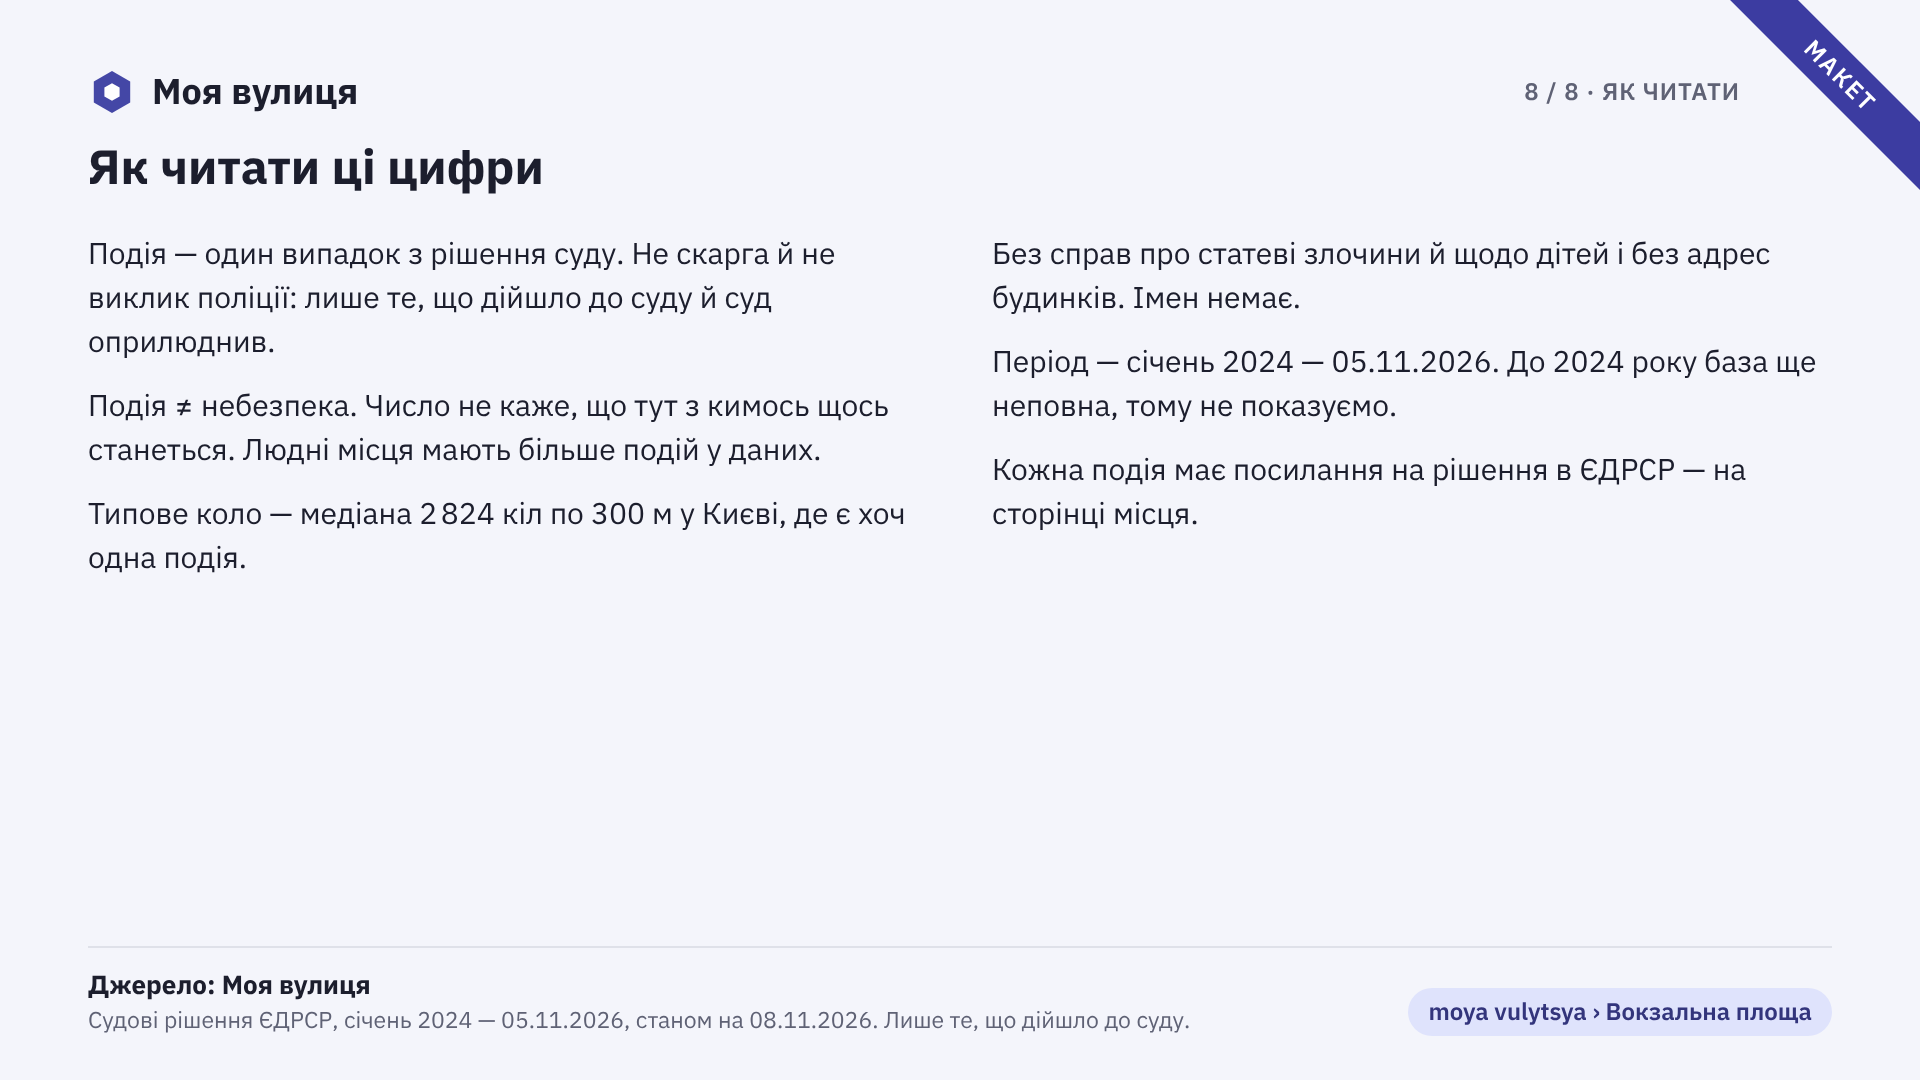 Моя вулиця
8 / 8 · ЯК ЧИТАТИ
МАКЕТ
Як читати ці цифри
Подія — один випадок з рішення суду. Не скарга й не
виклик поліції: лише те, що дійшло до суду й суд
оприлюднив.
Подія ≠ небезпека. Число не каже, що тут з кимось щось
станеться. Людні місця мають більше подій у даних.
Типове коло — медіана 2 824 кіл по 300 м у Києві, де є хоч
одна подія.
Без справ про статеві злочини й щодо дітей і без адрес
будинків. Імен немає.
Період — січень 2024 — 05.11.2026. До 2024 року база ще
неповна, тому не показуємо.
Кожна подія має посилання на рішення в ЄДРСР — на
сторінці місця.
Джерело: Моя вулиця
Судові рішення ЄДРСР, січень 2024 — 05.11.2026, станом на 08.11.2026. Лише те, що дійшло до суду.
moya vulytsya › Вокзальна площа